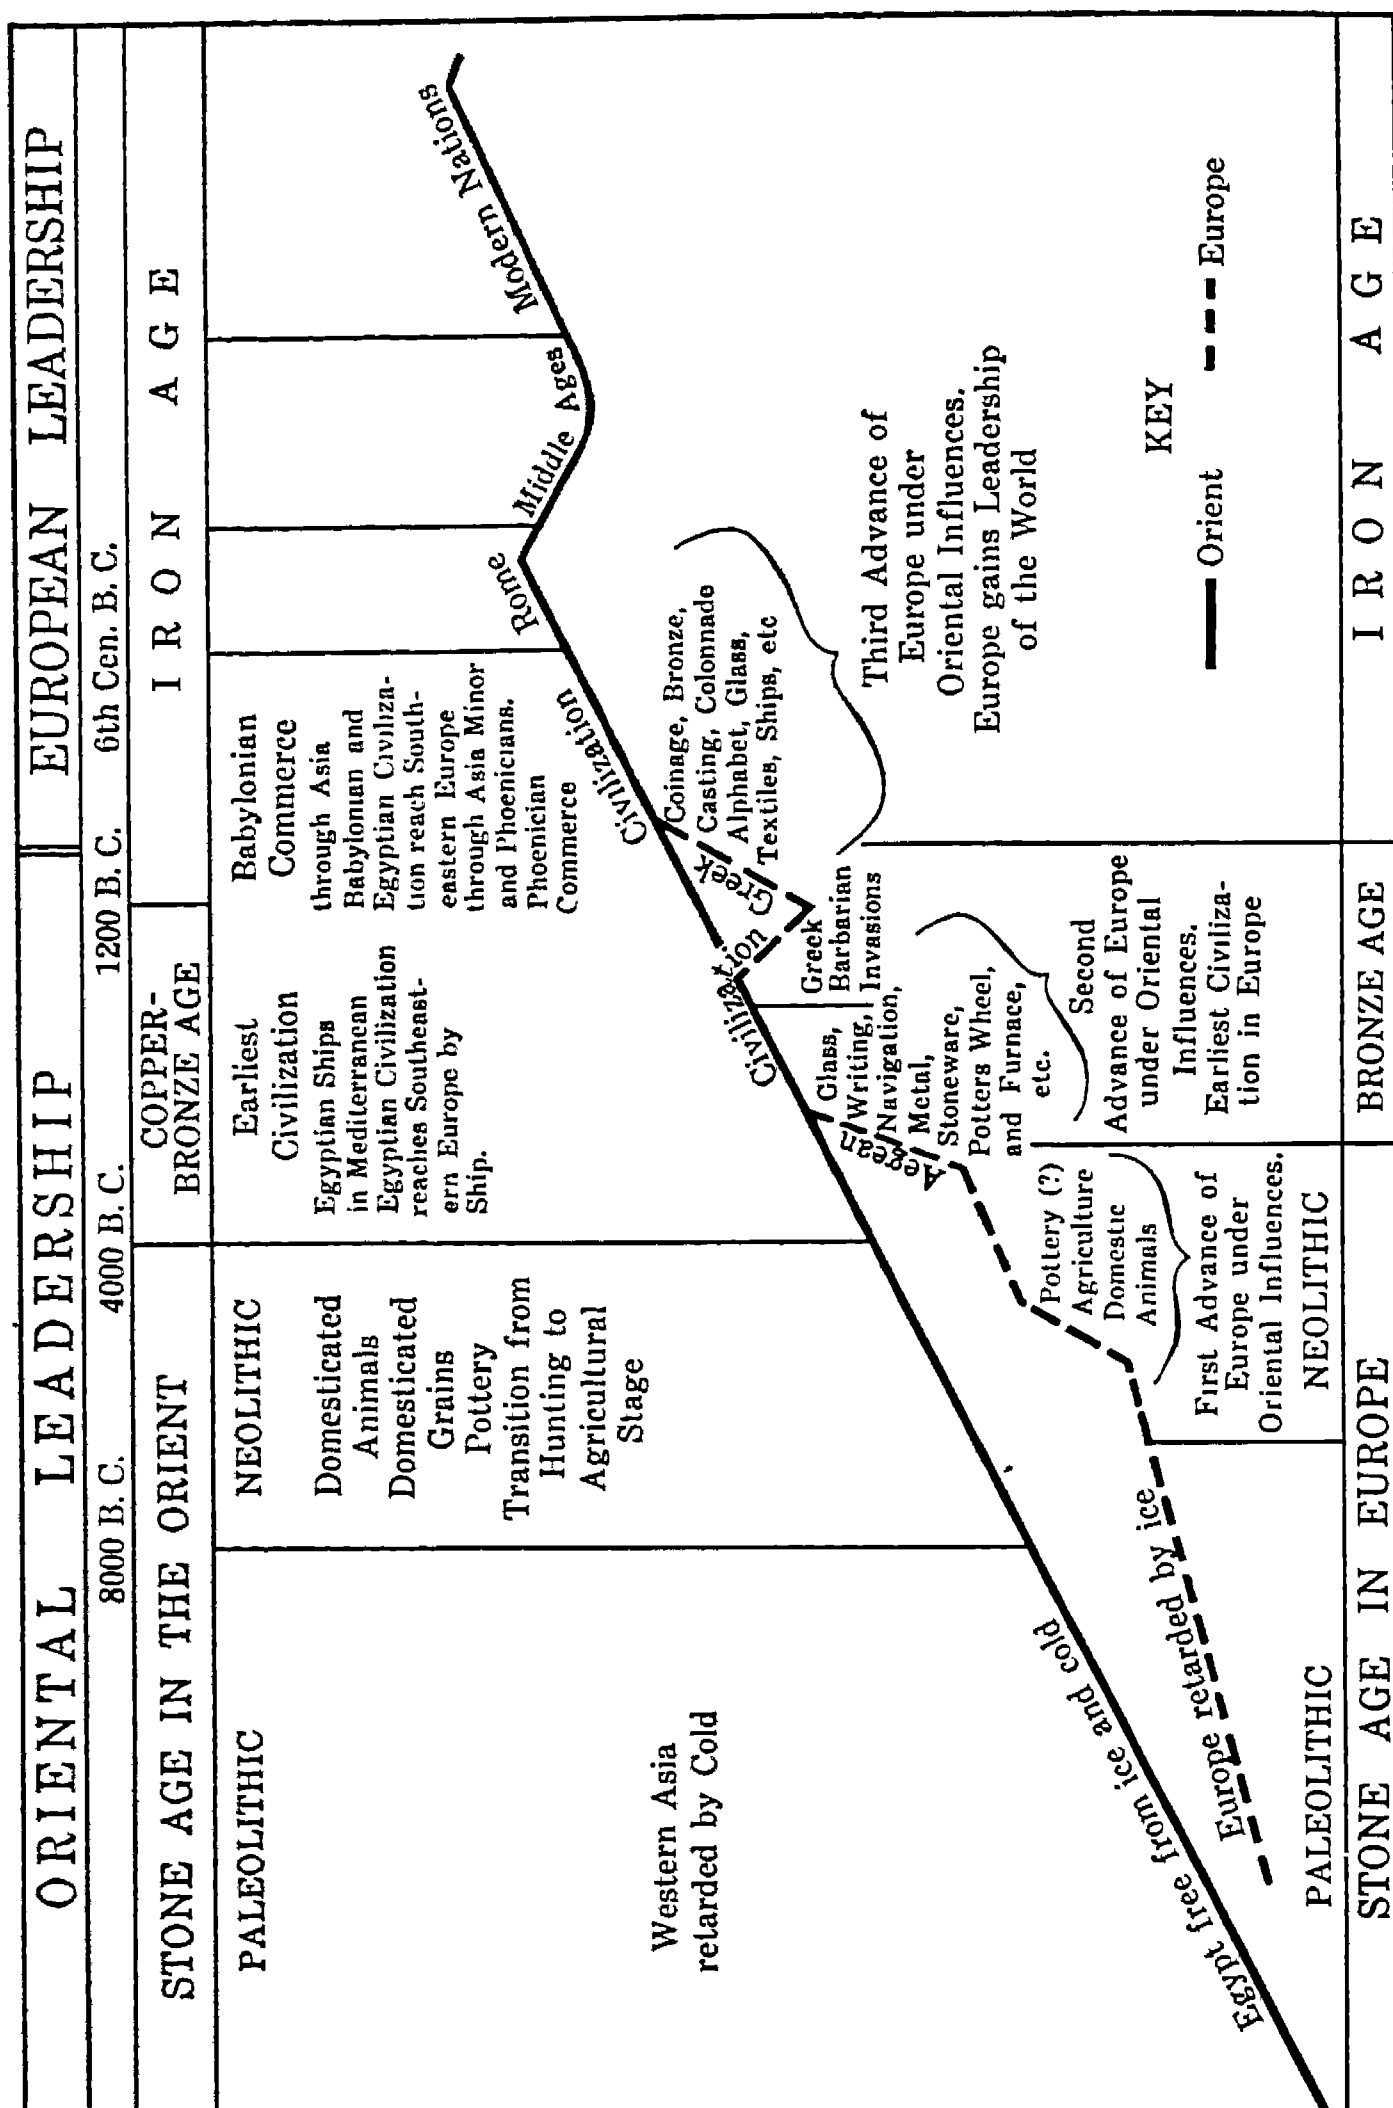 ORIENTAL LEADERSHIP
EUROPEAN LEADERSHIP
8000 B. C.
4000 B. C.
1200 B. C.
6th Cen. B. C.
STONE AGE IN THE ORIENT
COPPER-
BRONZE AGE
IRON AGE
PALEOLITHIC
Western Asia
retarded by Cold
NEOLITHIC
Domesticated
Animals
Domesticated
Grains
Pottery
Transition from
Hunting to
Agricultural
Stage
Earliest
Civilization
Egyptian Ships
in Mediterranean
Egyptian Civilization
reaches Southeast-
ern Europe by
Ship.
Babylonian
Commerce
through Asia
Babylonian and
Egyptian Civiliza-
tion reach South-
eastern Europe
through Asia Minor
and Phoenicians.
Phoenician
Commerce
Egypt free from ice and cold
Europe retarded by ice
Aegean Civilization
Greek Civilization
Rome
Middle Ages
Modern Nations
Pottery (?)
Agriculture
Domestic
Animals
First Advance of
Europe under
Oriental Influences.
Glass,
Writing,
Navigation,
Metal,
Stoneware,
Potters Wheel,
and Furnace,
etc.
Second
Advance of Europe
under Oriental
Influences.
Earliest Civiliza-
tion in Europe
Greek
Barbarian
Invasions
Coinage, Bronze,
Casting, Colonnade
Alphabet, Glass,
Textiles, Ships, etc
Third Advance of
Europe under
Oriental Influences.
Europe gains Leadership
of the World
KEY
Orient
Europe
PALEOLITHIC
NEOLITHIC
STONE AGE IN EUROPE
BRONZE AGE
IRON AGE